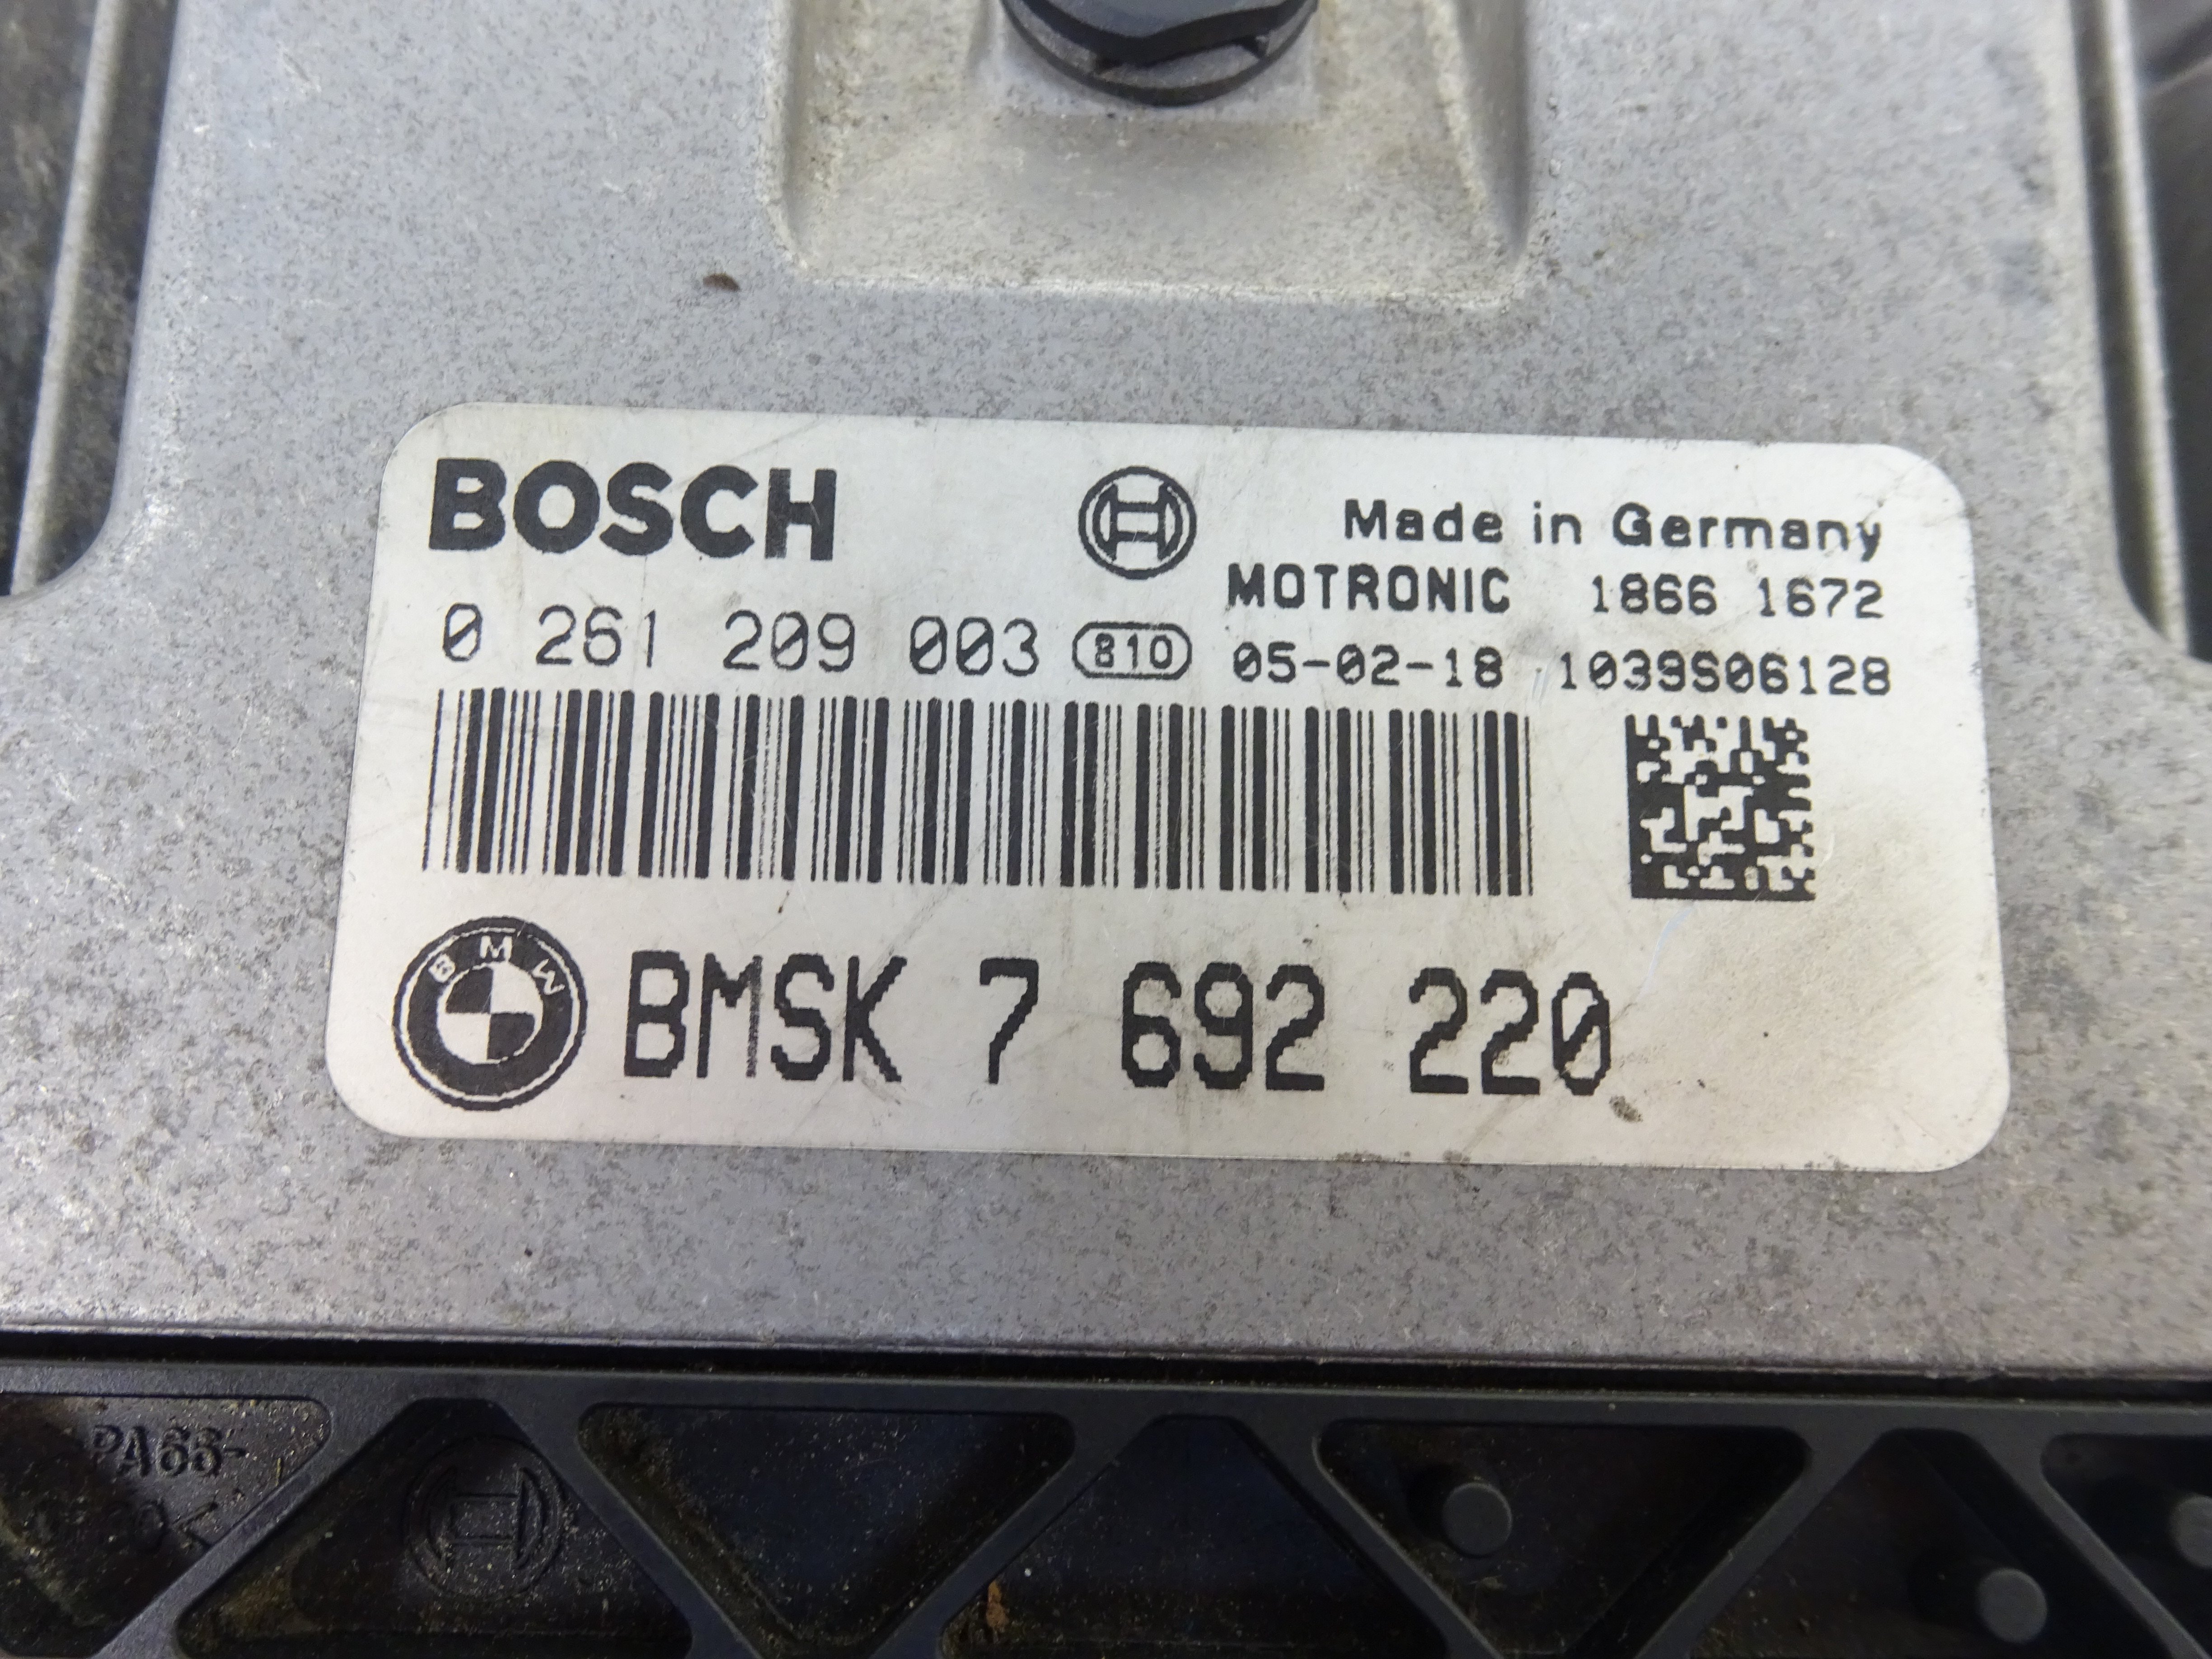 BOSCH
Made in Germany
MOTRONIC 1866 1672
0 261 209 003 810 05-02-18 1039S06128
BMW
BMSK 7 692 220
PA66-